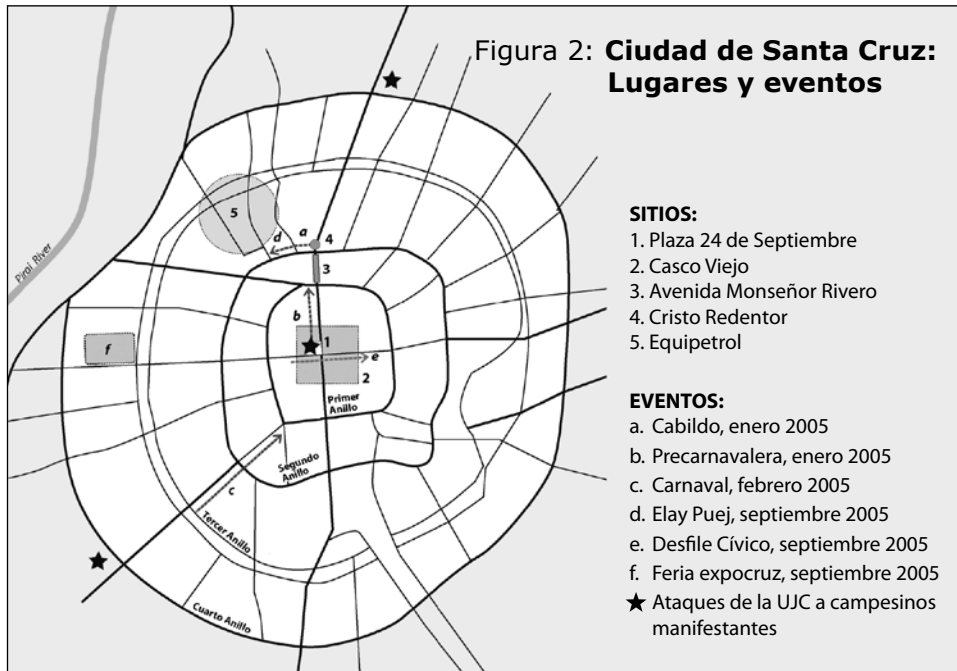 Figura 2: Ciudad de Santa Cruz:
Lugares y eventos
SITIOS:
1. Plaza 24 de Septiembre
2. Casco Viejo
3. Avenida Monseñor Rivero
4. Cristo Redentor
5. Equipetrol
EVENTOS:
a. Cabildo, enero 2005
b. Precarnavalera, enero 2005
c. Carnaval, febrero 2005
d. Elay Puej, septiembre 2005
e. Desfile Cívico, septiembre 2005
f. Feria expocruz, septiembre 2005
★ Ataques de la UJC a campesinos
manifestantes
Piraí River
5
d
a
4
3
b
1
f
e
2
Primer
Anillo
Segundo
Anillo
c
Tercer Anillo
Cuarto Anillo